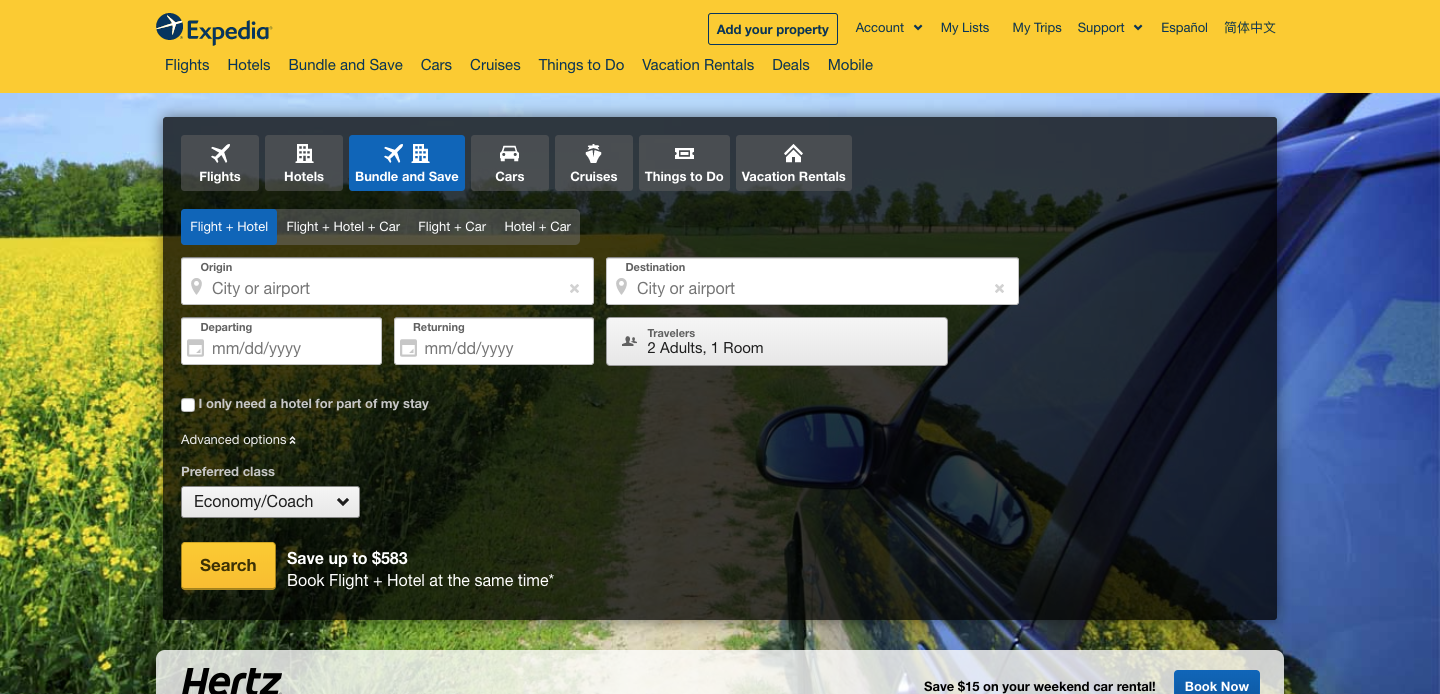 Expedia
Add your property
Account
My Lists
My Trips
Support
Español
简体中文
Flights
Hotels
Bundle and Save
Cars
Cruises
Things to Do
Vacation Rentals
Deals
Mobile
Flights
Hotels
Bundle and Save
Cars
Cruises
Things to Do
Vacation Rentals
Flight + Hotel
Flight + Hotel + Car
Flight + Car
Hotel + Car
Origin
City or airport
Destination
City or airport
Departing
mm/dd/yyyy
Returning
mm/dd/yyyy
Travelers
2 Adults, 1 Room
I only need a hotel for part of my stay
Advanced options
Preferred class
Economy/Coach
Search
Save up to $583
Book Flight + Hotel at the same time*
Hertz
Save $15 on your weekend car rental!
Book Now